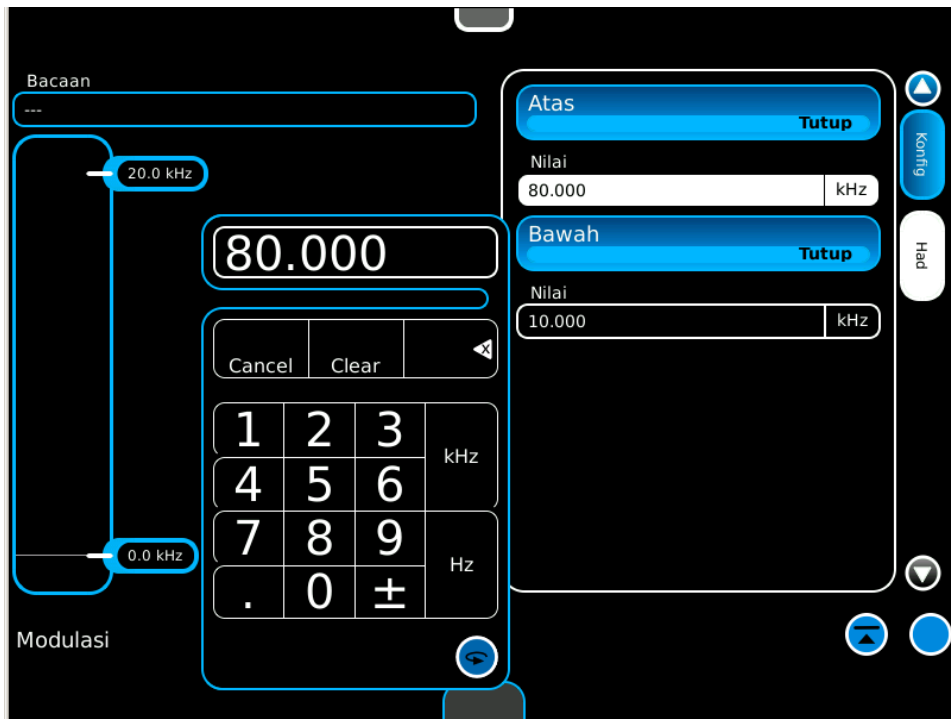 Bacaan
---
20.0 kHz
0.0 kHz
Modulasi
80.000
Cancel Clear X
1 2 3 kHz
4 5 6
7 8 9 Hz
. 0 ±
Atas
Tutup
Nilai
80.000 kHz
Bawah
Tutup
Nilai
10.000 kHz
Konfig
Had